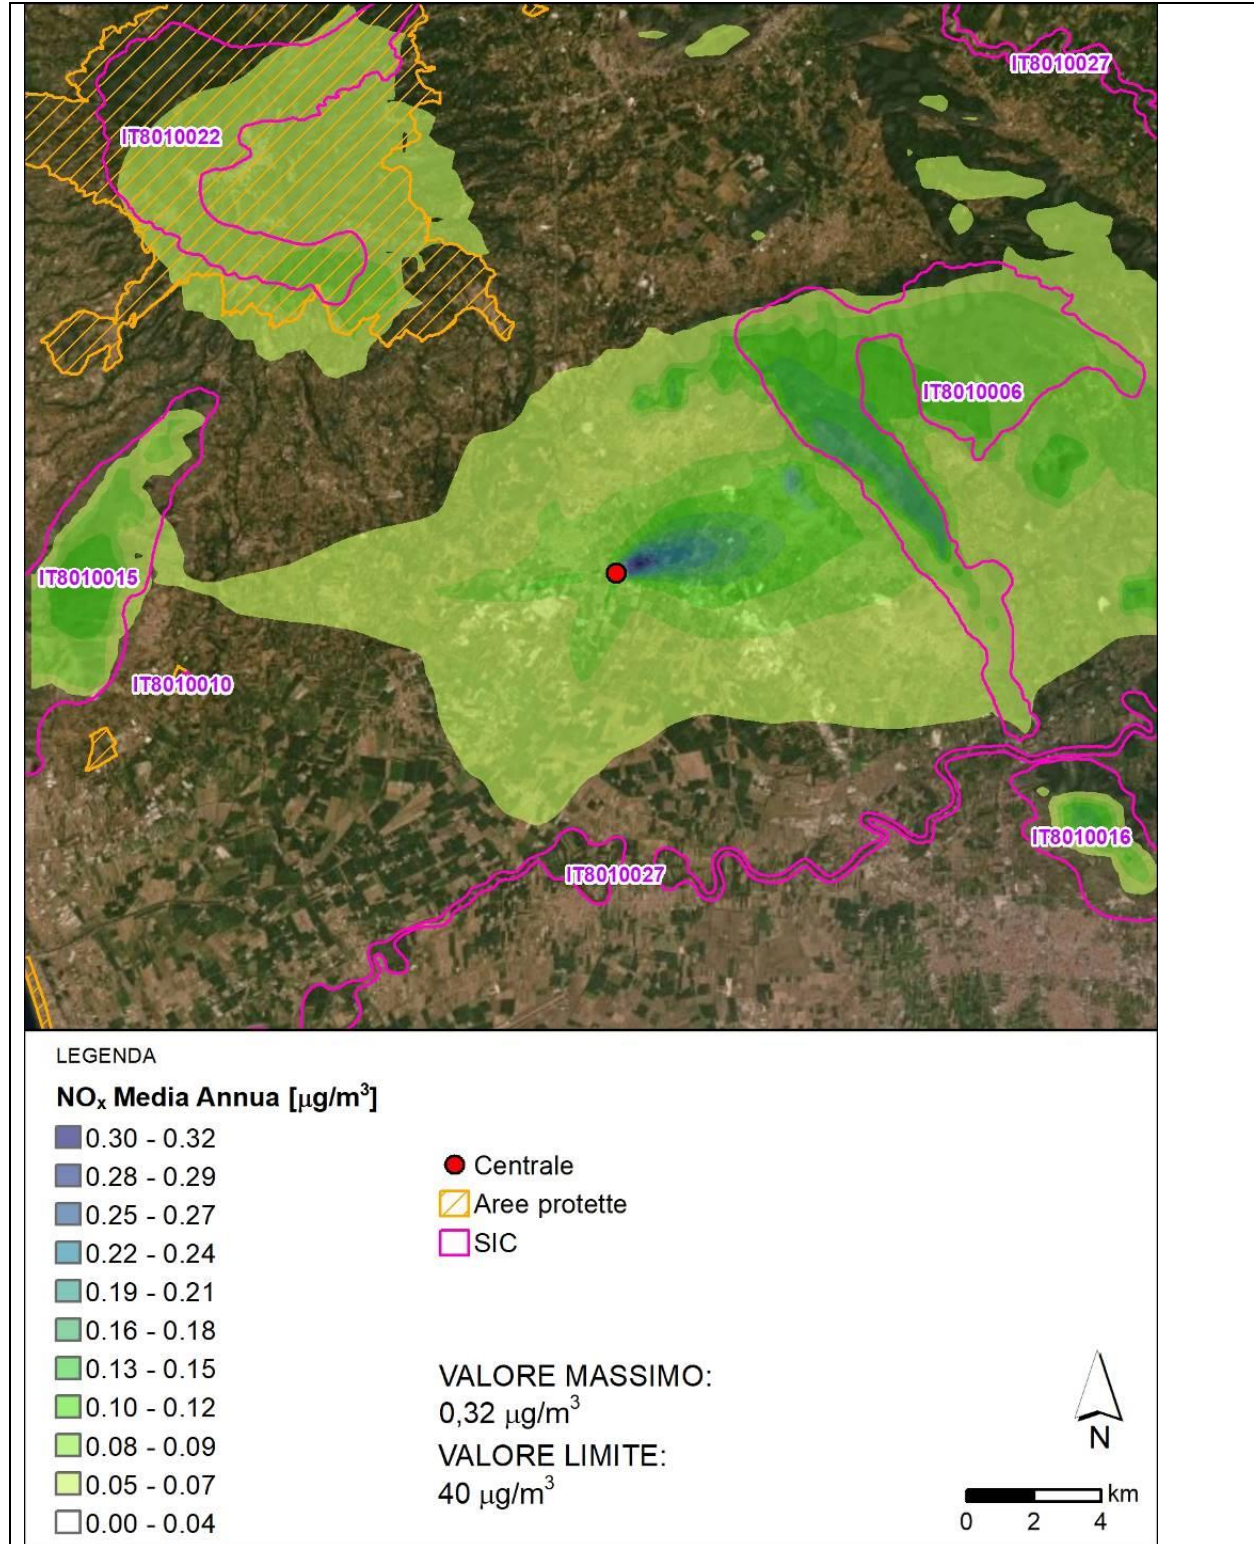 IT8010027
IT8010022
IT8010006
IT8010015
IT8010010
IT8010016
IT8010027
LEGENDA
NOₓ Media Annua [μg/m³]
0.30 - 0.32
0.28 - 0.29
0.25 - 0.27
0.22 - 0.24
0.19 - 0.21
0.16 - 0.18
0.13 - 0.15
0.10 - 0.12
0.08 - 0.09
0.05 - 0.07
0.00 - 0.04
Centrale
Aree protette
SIC
VALORE MASSIMO:
0,32 μg/m³
VALORE LIMITE:
40 μg/m³
N
km
0 2 4